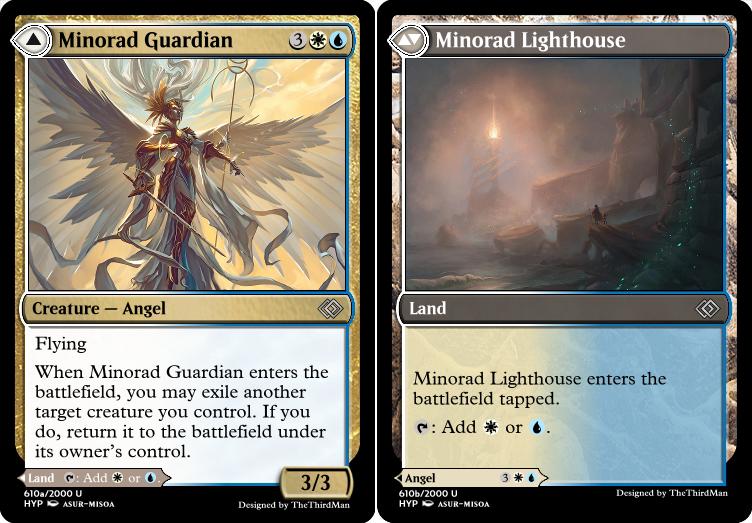 Minorad Guardian 3
Creature — Angel
Flying
When Minorad Guardian enters the
battlefield, you may exile another
target creature you control. If you
do, return it to the battlefield under
its owner's control.
Land : Add or .
3/3
610a/2000 U
HYP ASUR-MISOA
Designed by TheThirdMan
Minorad Lighthouse
Land
Minorad Lighthouse enters the
battlefield tapped.
: Add or .
Angel 3
610b/2000 U
HYP ASUR-MISOA
Designed by TheThirdMan